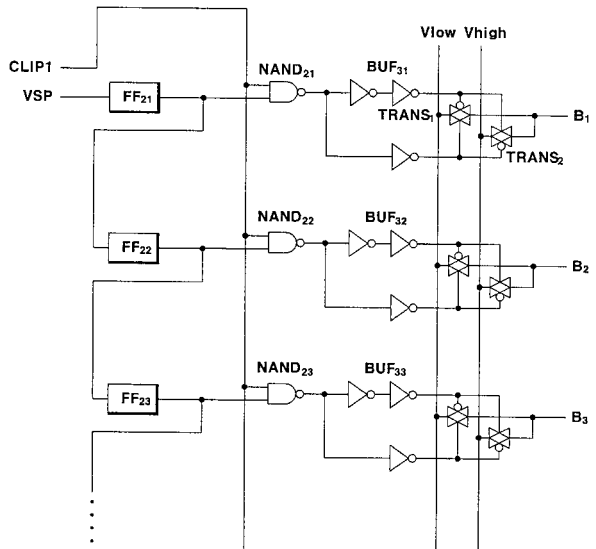 Vlow Vhigh
CLIP1
NAND21
BUF31
VSP
FF21
TRANS1
B1
TRANS2
NAND22
BUF32
FF22
B2
NAND23
BUF33
FF23
B3